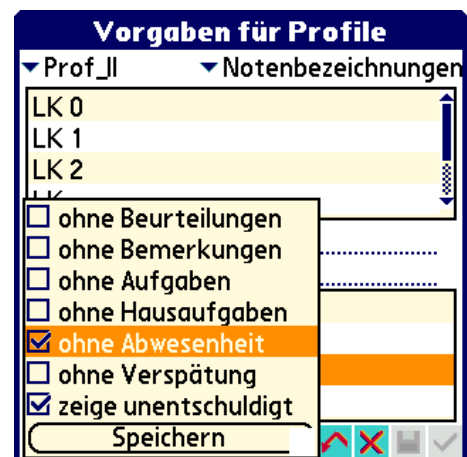 Vorgaben für Profile
Prof_II Notenbezeichnungen
LK 0
LK 1
LK 2
ohne Beurteilungen
ohne Bemerkungen
ohne Aufgaben
ohne Hausaufgaben
ohne Abwesenheit
ohne Verspätung
zeige unentschuldigt
Speichern